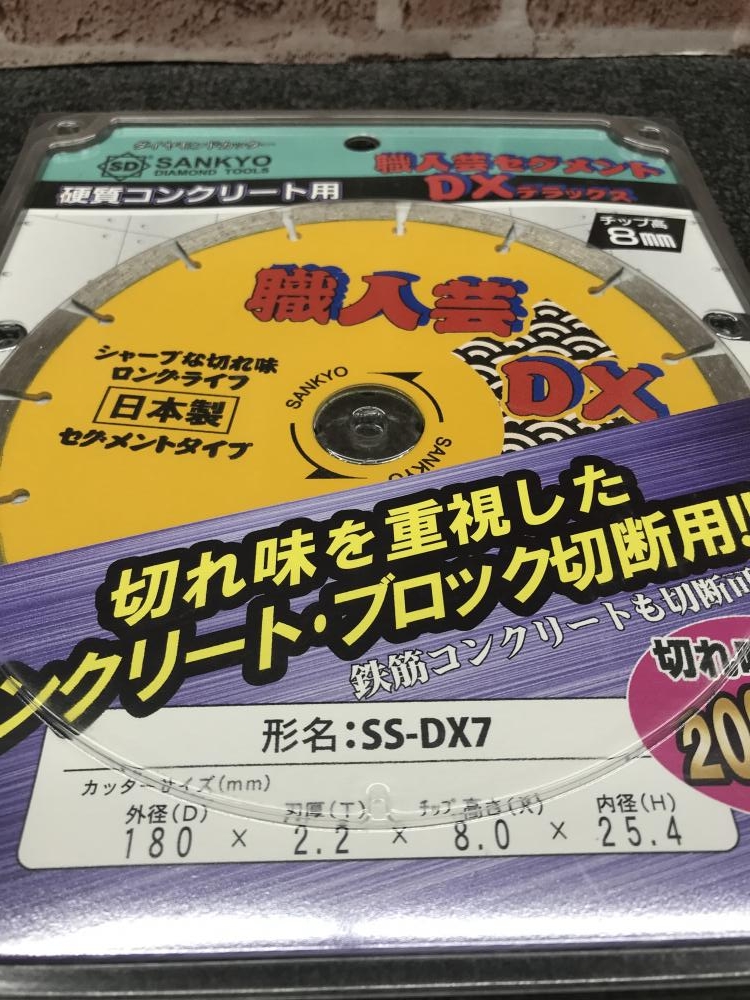 ダイヤモンドカッター
SD SANKYO
DIAMOND TOOLS
職人芸セグメント
DXデラックス
硬質コンクリート用
チップ高
8mm
職人芸
DX
シャープな切れ味
ロングライフ
日本製
セグメントタイプ
SANKYO
SANKYO
切れ味を重視した
ンクリート・ブロック切断用!!
鉄筋コンクリートも切断
切れ
20
形名:SS-DX7
カッターサイズ(mm)
外径(D) 刃厚(T) チップ高さ(X) 内径(H)
180 × 2.2 × 8.0 × 25.4